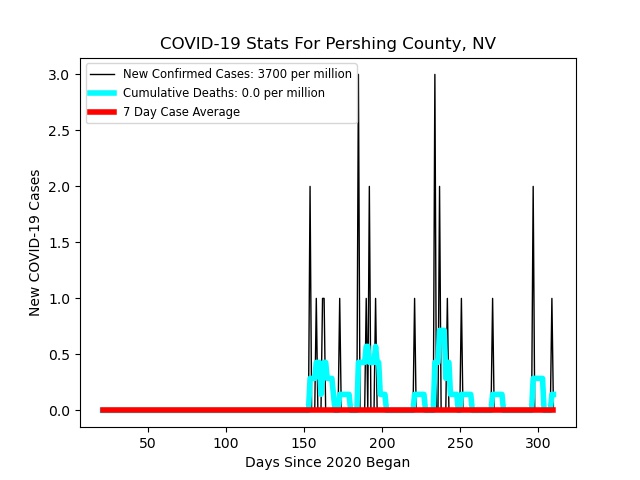 COVID-19 Stats For Pershing County, NV
New Confirmed Cases: 3700 per million
Cumulative Deaths: 0.0 per million
7 Day Case Average
3.0
2.5
2.0
1.5
1.0
0.5
0.0
New COVID-19 Cases
50 100 150 200 250 300
Days Since 2020 Began